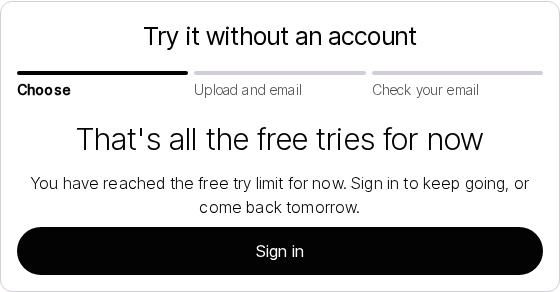 Try it without an account
Choose
Upload and email
Check your email
That's all the free tries for now
You have reached the free try limit for now. Sign in to keep going, or
come back tomorrow.
Sign in